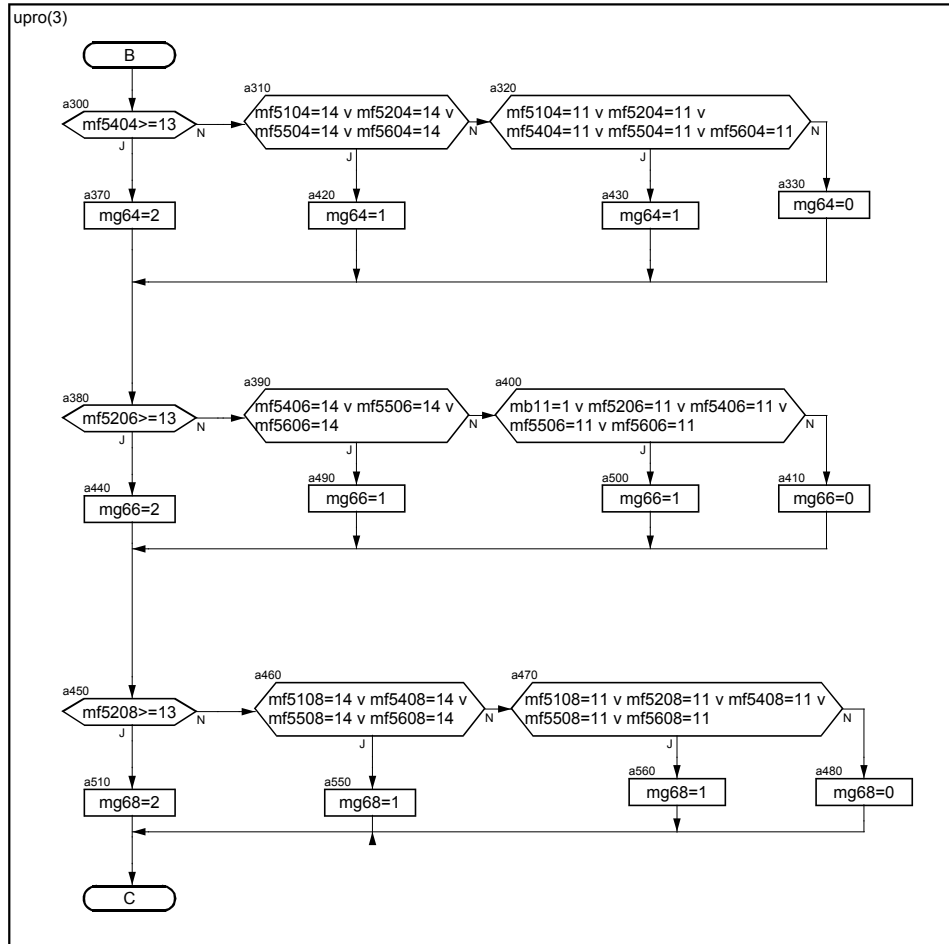 upro(3)
B
a300
mf5404>=13
N
J
a310
mf5104=14 v mf5204=14 v
mf5504=14 v mf5604=14
N
J
a320
mf5104=11 v mf5204=11 v
mf5404=11 v mf5504=11 v mf5604=11
N
J
a370
mg64=2
a420
mg64=1
a430
mg64=1
a330
mg64=0
a380
mf5206>=13
N
J
a390
mf5406=14 v mf5506=14 v
mf5606=14
N
J
a400
mb11=1 v mf5206=11 v mf5406=11 v
mf5506=11 v mf5606=11
N
J
a440
mg66=2
a490
mg66=1
a500
mg66=1
a410
mg66=0
a450
mf5208>=13
N
J
a460
mf5108=14 v mf5408=14 v
mf5508=14 v mf5608=14
N
J
a470
mf5108=11 v mf5208=11 v mf5408=11 v
mf5508=11 v mf5608=11
N
J
a510
mg68=2
a550
mg68=1
a560
mg68=1
a480
mg68=0
C